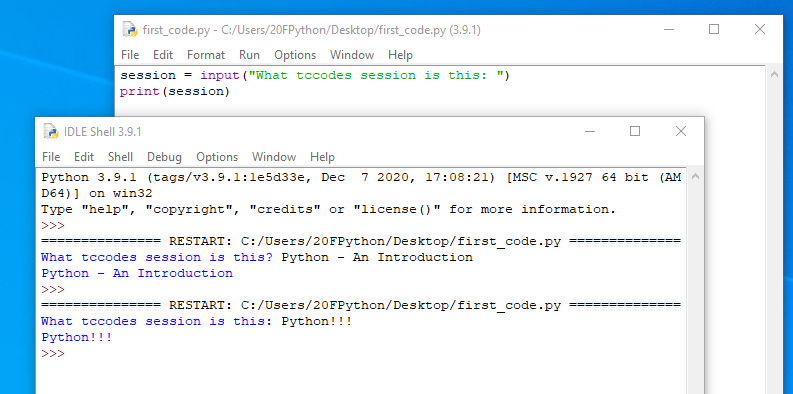 first_code.py - C:/Users/20FPython/Desktop/first_code.py (3.9.1)
File Edit Format Run Options Window Help
session = input("What tccodes session is this: ")
print(session)
IDLE Shell 3.9.1
File Edit Shell Debug Options Window Help
Python 3.9.1 (tags/v3.9.1:1e5d33e, Dec  7 2020, 17:08:21) [MSC v.1927 64 bit (AM
D64)] on win32
Type "help", "copyright", "credits" or "license()" for more information.
>>>
=============== RESTART: C:/Users/20FPython/Desktop/first_code.py ==============
What tccodes session is this? Python - An Introduction
Python - An Introduction
>>>
=============== RESTART: C:/Users/20FPython/Desktop/first_code.py ==============
What tccodes session is this: Python!!!
Python!!!
>>>